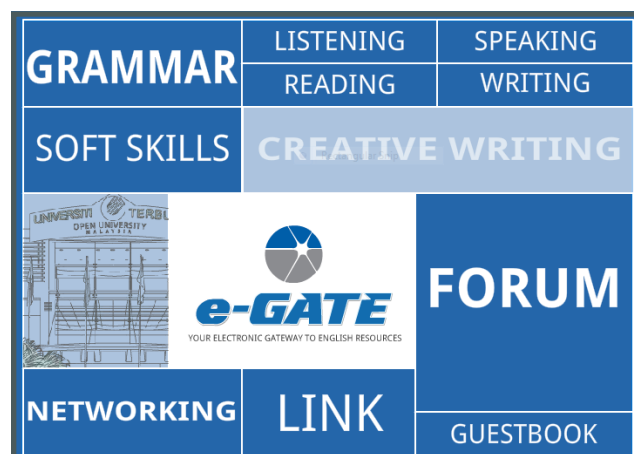 GRAMMAR
LISTENING
SPEAKING
READING
WRITING
SOFT SKILLS
CREATIVE WRITING
UNIVERSITI TERBU
OPEN UNIVERSITY
MALAYSIA
e-GATE
YOUR ELECTRONIC GATEWAY TO ENGLISH RESOURCES
FORUM
NETWORKING
LINK
GUESTBOOK